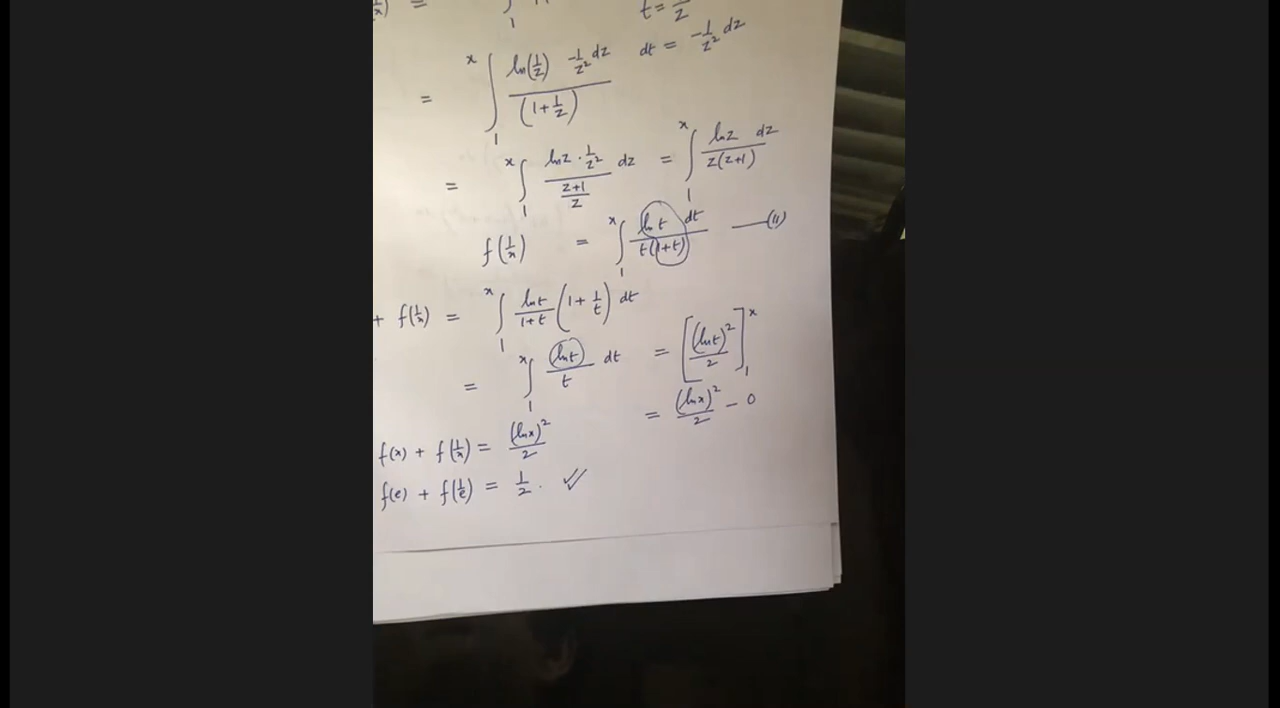 t = 1/z
= ∫₁ˣ ln(1/z) -1/z² dz / (1 + 1/z)    dt = -1/z² dz
= ∫₁ˣ (ln z · 1/z²) / ((z+1)/z) dz = ∫₁ˣ ln z dz / z(z+1)
f(1/x) = ∫₁ˣ ln t dt / t(1+t) —(11)
+ f(1/x) = ∫₁ˣ ln t / (1+t) (1 + 1/t) dt
= ∫₁ˣ (ln t) / t dt = [(ln t)²/2]₁ˣ
= (ln x)²/2 - 0
f(x) + f(1/x) = (ln x)²/2
f(e) + f(1/e) = 1/2 .